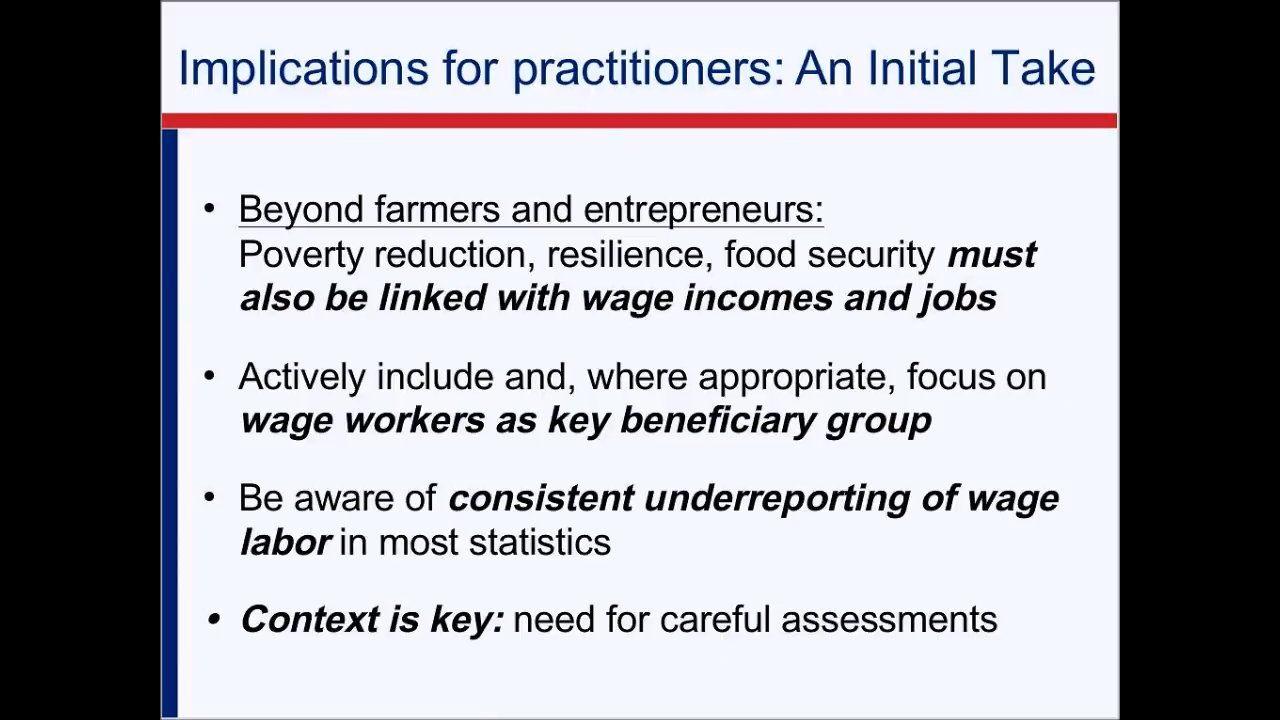 Implications for practitioners: An Initial Take
• Beyond farmers and entrepreneurs:
Poverty reduction, resilience, food security must
also be linked with wage incomes and jobs
• Actively include and, where appropriate, focus on
wage workers as key beneficiary group
• Be aware of consistent underreporting of wage
labor in most statistics
• Context is key: need for careful assessments